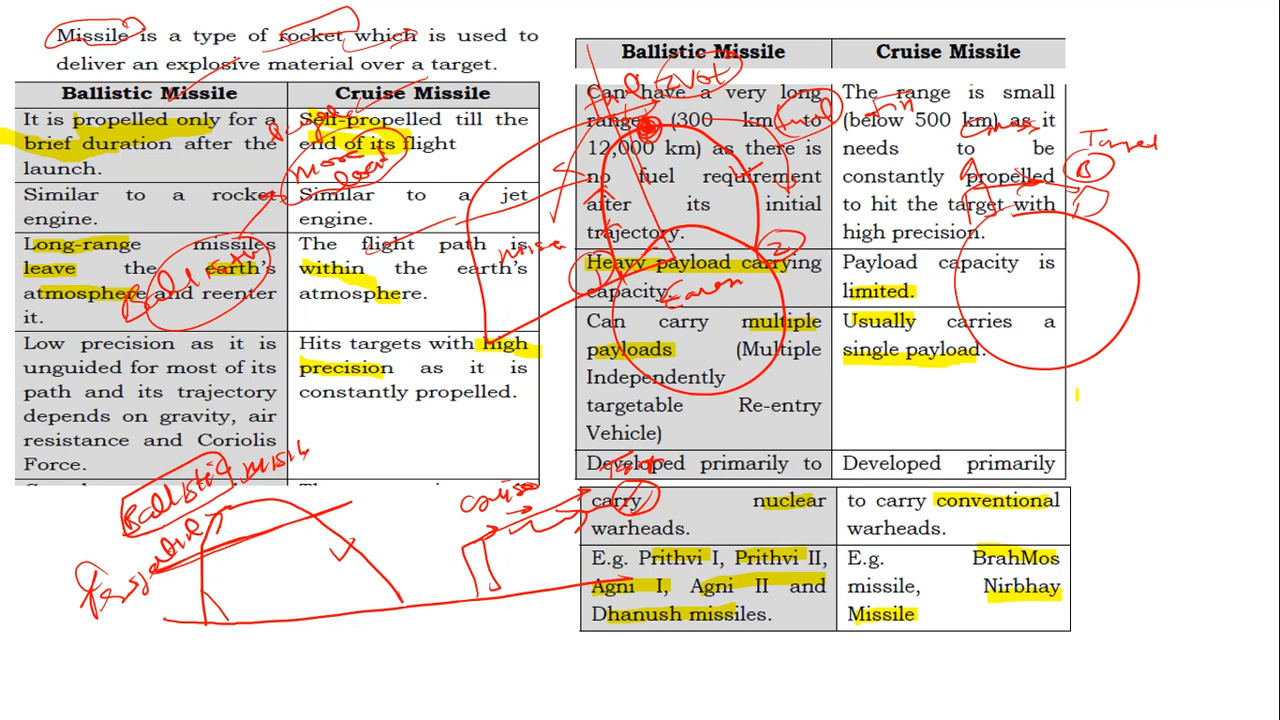 Missile is a type of rocket which is used to
deliver an explosive material over a target.
Ballistic Missile
Cruise Missile
It is propelled only for a
brief duration after the
launch.
Self-propelled till the
end of its flight
Similar to a rocket
engine.
Similar to a jet
engine.
Long-range missiles
leave the earth's
atmosphere and reenter
it.
The flight path is
within the earth's
atmosphere.
Low precision as it is
unguided for most of its
path and its trajectory
depends on gravity, air
resistance and Coriolis
Force.
Hits targets with high
precision as it is
constantly propelled.
more
Ballistic
Ballistic
Ballistic Missile
Cruise Missile
Can have a very long
range (300 km to
12,000 km) as there is
no fuel requirement
after its initial
trajectory.
The range is small
(below 500 km) as it
needs to be
constantly propelled
to hit the target with
high precision.
Heavy payload carrying
capacity.
Payload capacity is
limited.
Can carry multiple
payloads (Multiple
Independently
targetable Re-entry
Vehicle)
Usually carries a
single payload.
Developed primarily to
carry nuclear
warheads.
Developed primarily
to carry conventional
warheads.
E.g. Prithvi I, Prithvi II,
Agni I, Agni II and
Dhanush missiles.
E.g. BrahMos
missile, Nirbhay
Missile
fuel
1
2
Earth
A
B